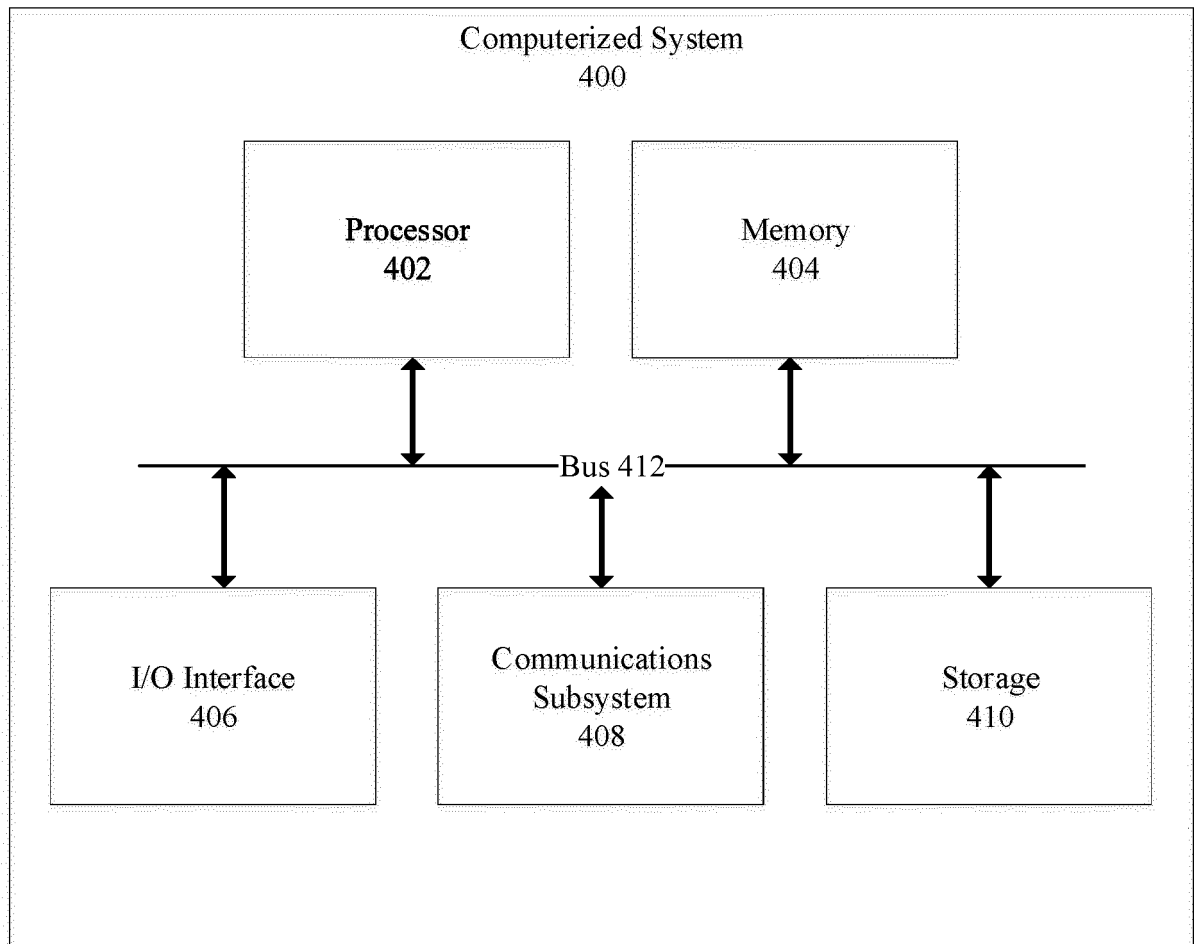 Computerized System
400
Processor
402
Memory
404
Bus 412
I/O Interface
406
Communications
Subsystem
408
Storage
410